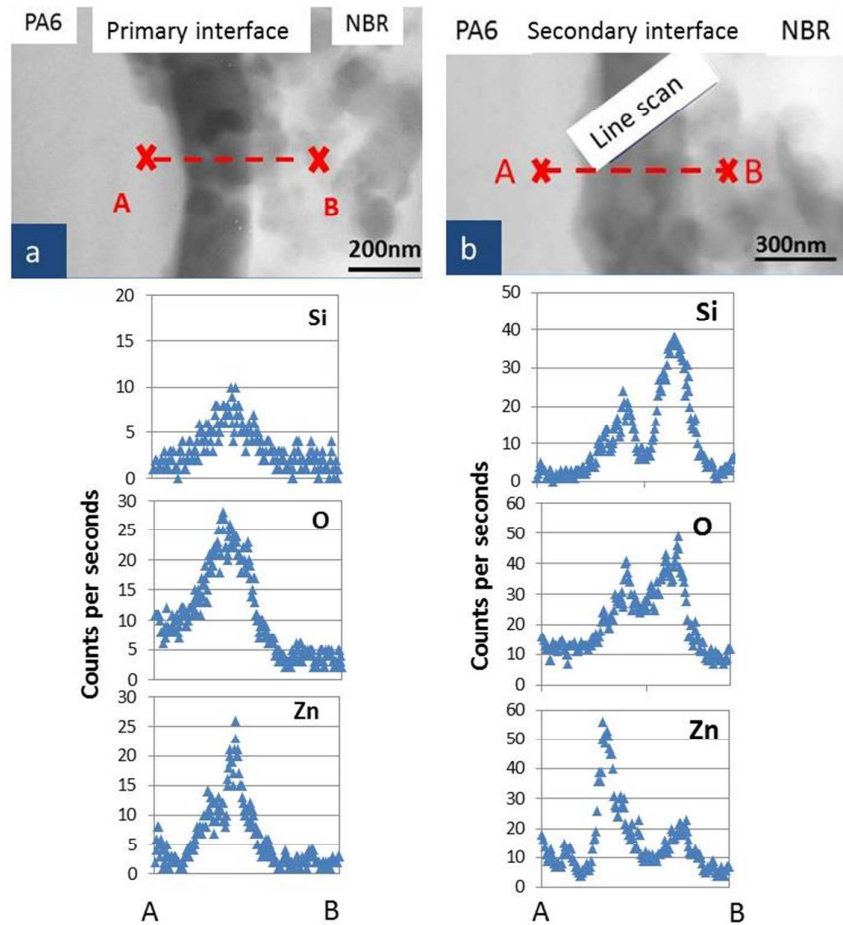 PA6 Primary interface NBR
A B
200nm
a
PA6 Secondary interface NBR
Line scan
A B
300nm
b
Counts per seconds
Si
20
15
10
5
0
O
30
25
20
15
10
5
0
Zn
30
25
20
15
10
5
0
A B
Counts per seconds
Si
50
40
30
20
10
0
O
60
50
40
30
20
10
0
Zn
60
50
40
30
20
10
0
A B